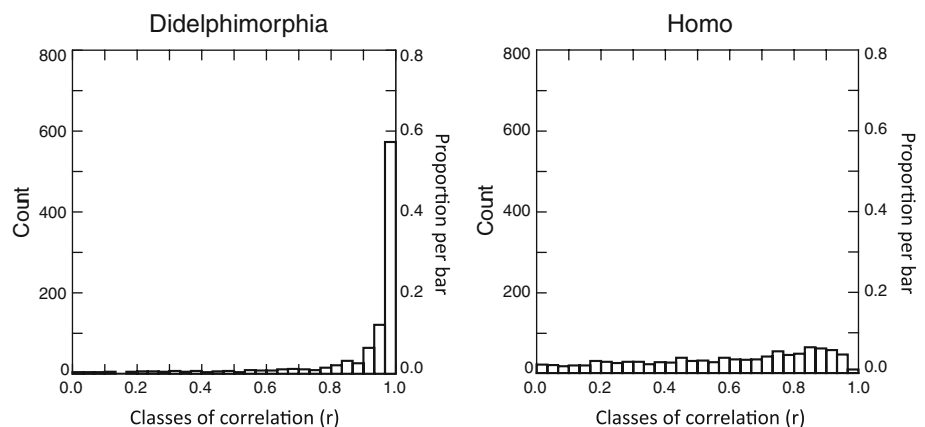 Didelphimorphia
800
600
400
200
0
Count
0.8
0.6
0.4
0.2
0.0
Proportion per bar
0.0 0.2 0.4 0.6 0.8 1.0
Classes of correlation (r)
Homo
800
600
400
200
0
Count
0.8
0.6
0.4
0.2
0.0
Proportion per bar
0.0 0.2 0.4 0.6 0.8 1.0
Classes of correlation (r)